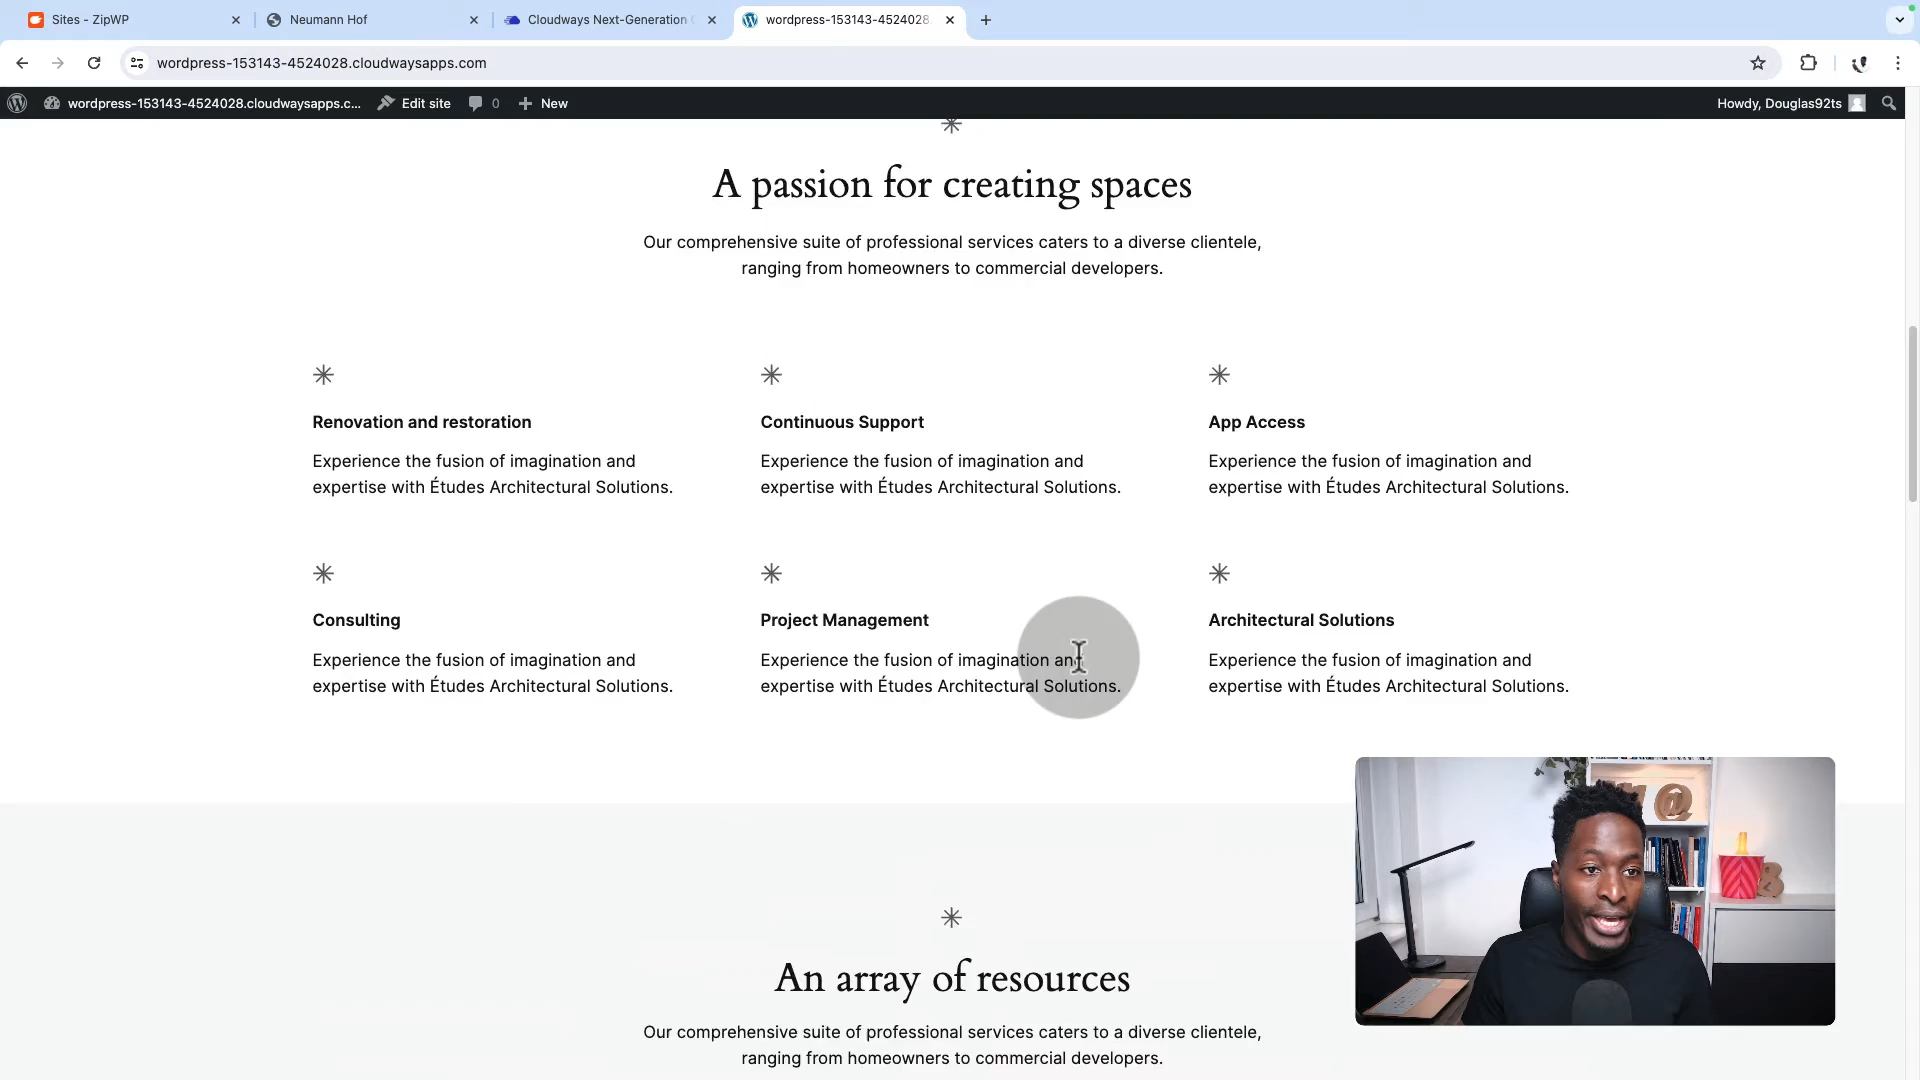 Sites - ZipWP
Neumann Hof
Cloudways Next-Generation
wordpress-153143-4524028
wordpress-153143-4524028.cloudwaysapps.com
wordpress-153143-4524028.cloudwaysapps.c...
Edit site
0
New
Howdy, Douglas92ts
A passion for creating spaces
Our comprehensive suite of professional services caters to a diverse clientele,
ranging from homeowners to commercial developers.
Renovation and restoration
Experience the fusion of imagination and
expertise with Études Architectural Solutions.
Continuous Support
Experience the fusion of imagination and
expertise with Études Architectural Solutions.
App Access
Experience the fusion of imagination and
expertise with Études Architectural Solutions.
Consulting
Experience the fusion of imagination and
expertise with Études Architectural Solutions.
Project Management
Experience the fusion of imagination and
expertise with Études Architectural Solutions.
Architectural Solutions
Experience the fusion of imagination and
expertise with Études Architectural Solutions.
@
&
An array of resources
Our comprehensive suite of professional services caters to a diverse clientele,
ranging from homeowners to commercial developers.